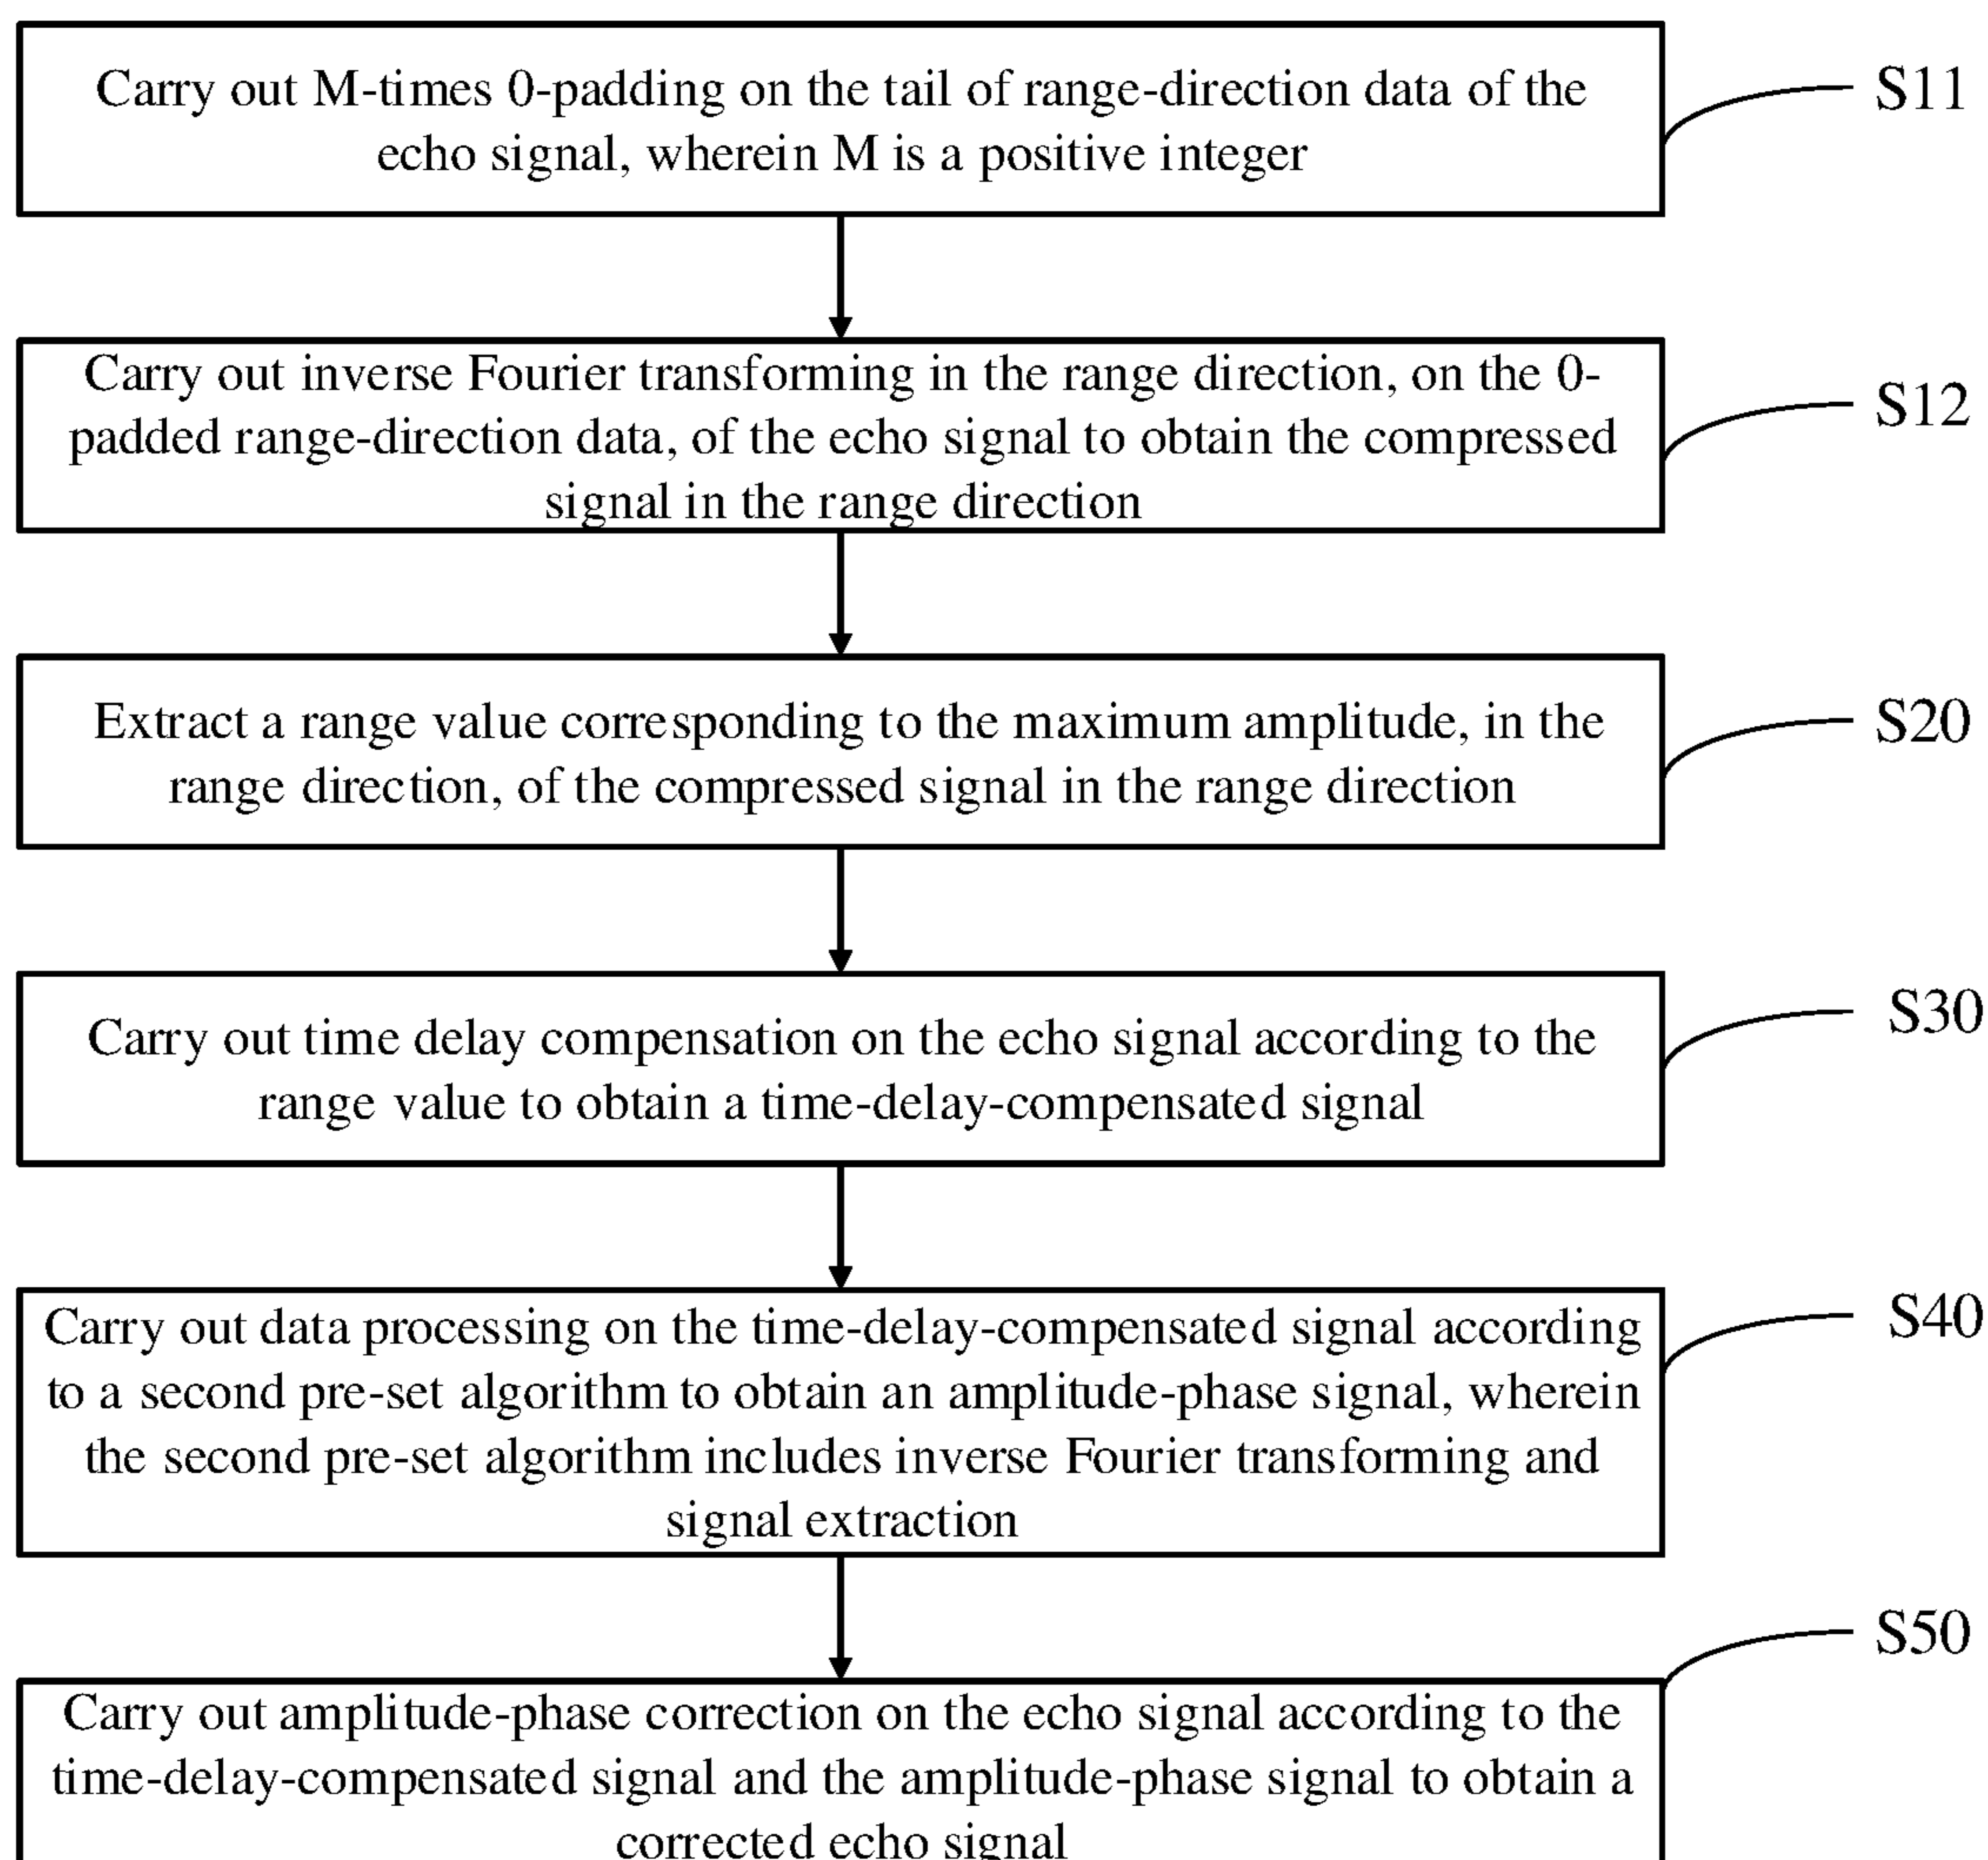 Carry out M-times 0-padding on the tail of range-direction data of the
echo signal, wherein M is a positive integer
S11
Carry out inverse Fourier transforming in the range direction, on the 0-
padded range-direction data, of the echo signal to obtain the compressed
signal in the range direction
S12
Extract a range value corresponding to the maximum amplitude, in the
range direction, of the compressed signal in the range direction
S20
Carry out time delay compensation on the echo signal according to the
range value to obtain a time-delay-compensated signal
S30
Carry out data processing on the time-delay-compensated signal according
to a second pre-set algorithm to obtain an amplitude-phase signal, wherein
the second pre-set algorithm includes inverse Fourier transforming and
signal extraction
S40
Carry out amplitude-phase correction on the echo signal according to the
time-delay-compensated signal and the amplitude-phase signal to obtain a
corrected echo signal
S50